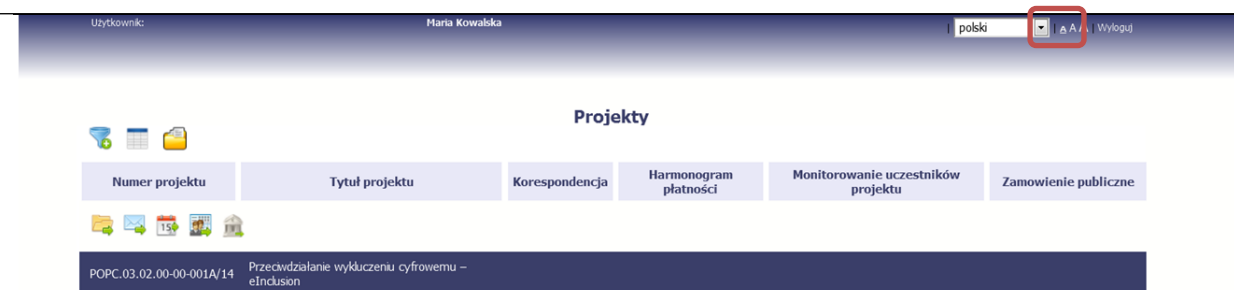 Użytkownik: Maria Kowalska | polski | A A A | Wyloguj
Projekty
Numer projektu Tytuł projektu Korespondencja Harmonogram płatności Monitorowanie uczestników projektu Zamowienie publiczne
15
POPC.03.02.00-00-001A/14 Przeciwdziałanie wykluczeniu cyfrowemu –
eInclusion